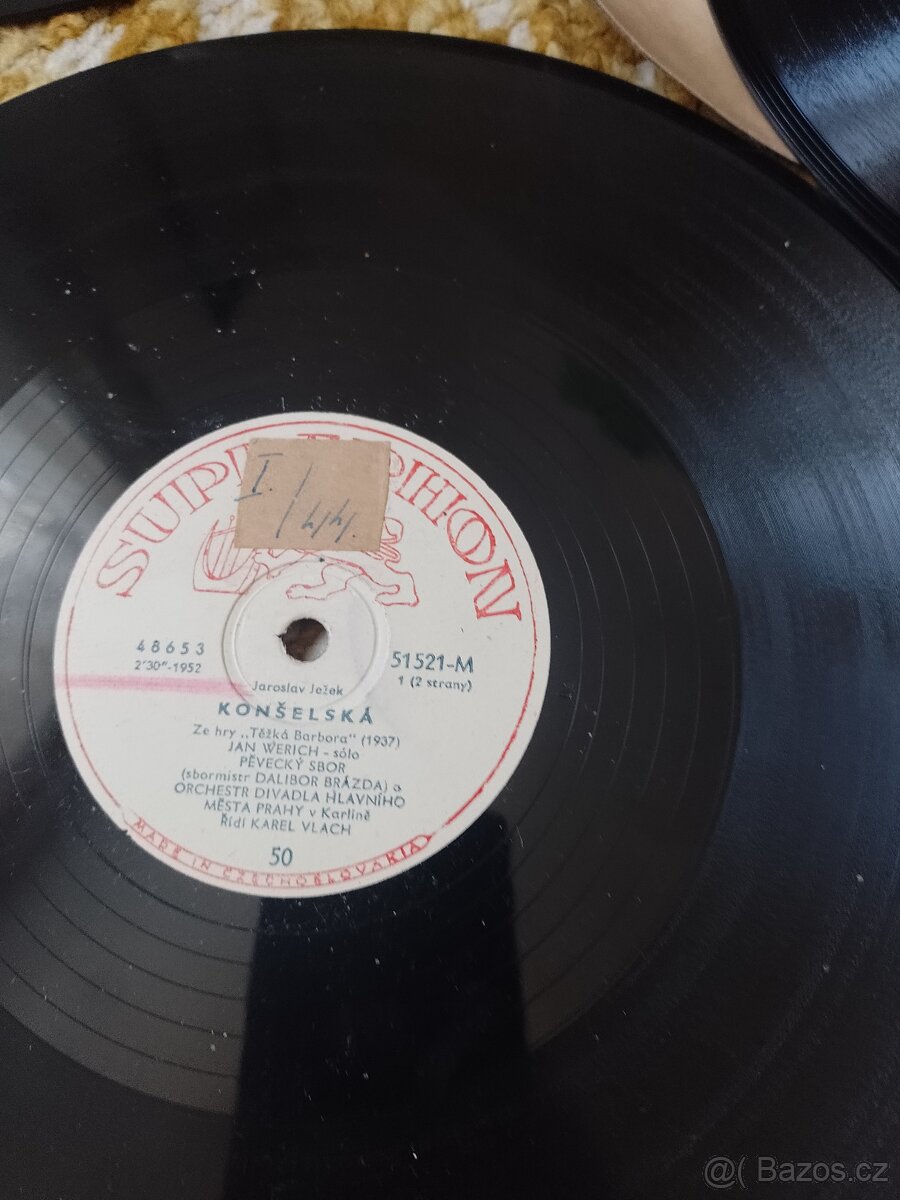 SUPRAPHON
I. / 44.
48653
2'30"-1952
51521-M
1 (2 strany)
Jaroslav Ježek
KONŠELSKÁ
Ze hry „Těžká Barbora" (1937)
JAN WERICH - sólo
PĚVECKÝ SBOR
(sbormistr DALIBOR BRÁZDA) a
ORCHESTR DIVADLA HLAVNÍHO
MĚSTA PRAHY v Karlíně
Řídí KAREL VLACH
50
MADE IN CZECHOSLOVAKIA
@( Bazos.cz